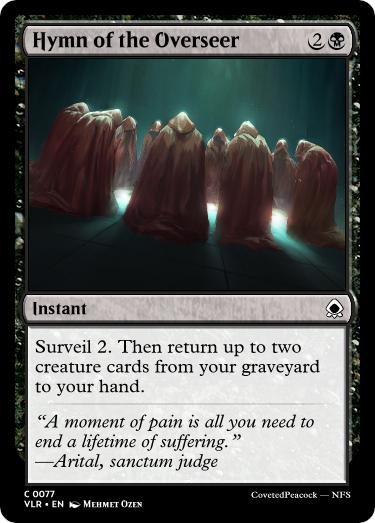 Hymn of the Overseer 2
Instant
Surveil 2. Then return up to two
creature cards from your graveyard
to your hand.
“A moment of pain is all you need to
end a lifetime of suffering.”
—Arital, sanctum judge
C 0077
VLR • EN Mehmet Ozen
CovetedPeacock — NFS